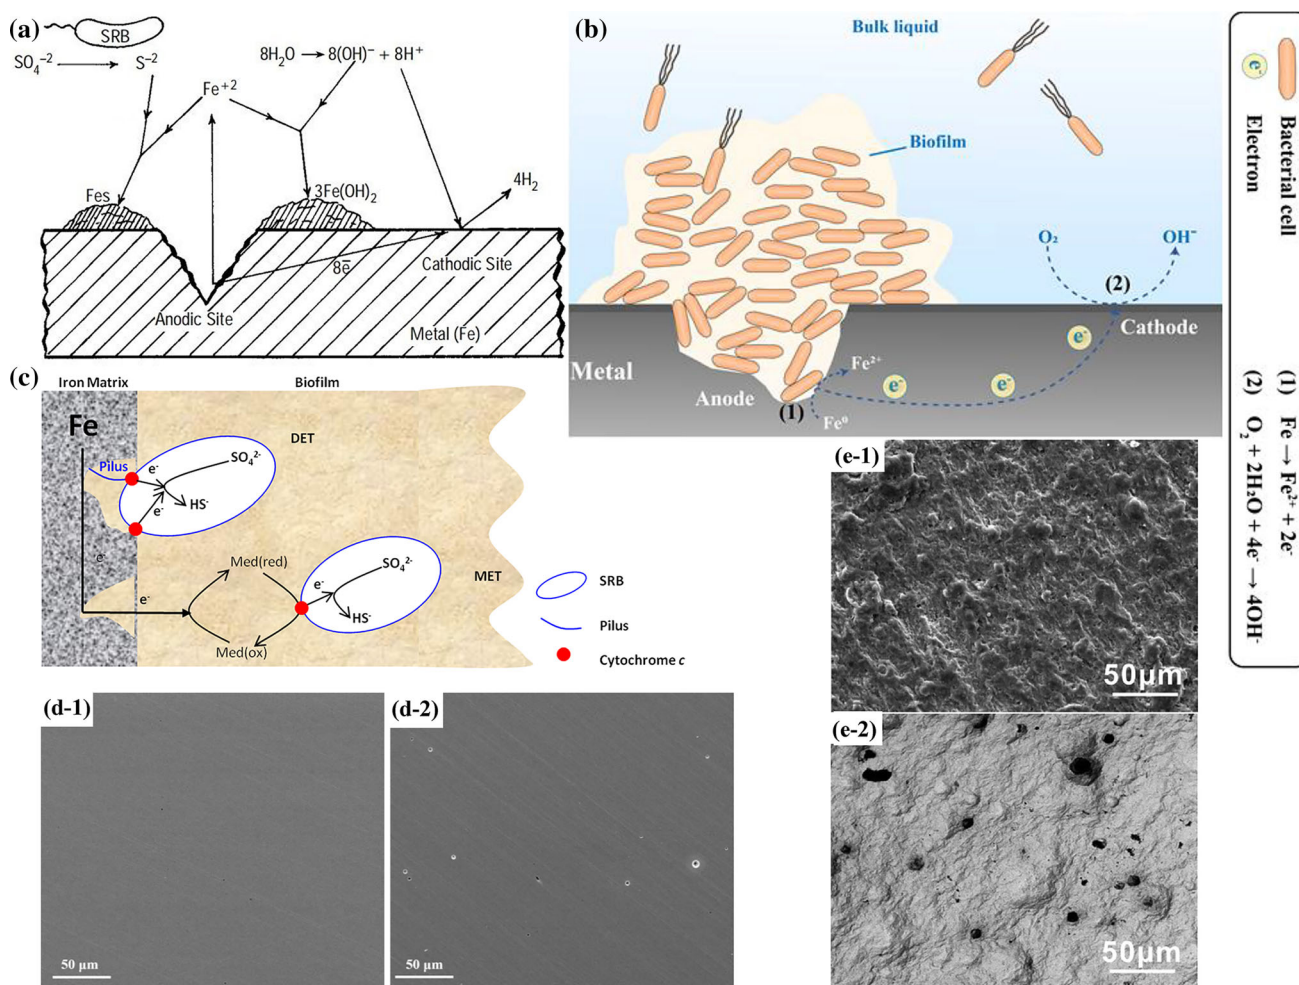 (a)
SRB
SO₄⁻² → S⁻²
8H₂O → 8(OH)⁻ + 8H⁺
Fe⁺²
Fes
3Fe(OH)₂
4H₂
8e̅
Cathodic Site
Anodic Site
Metal (Fe)
(b)
Bulk liquid
Biofilm
O₂
OH⁻
(2)
Cathode
Metal
Anode
(1)
Fe²⁺
Fe⁰
e⁻
e⁻
e⁻
Bacterial cell
e⁻ Electron
(1) Fe → Fe²⁺ + 2e⁻
(2) O₂ + 2H₂O + 4e⁻ → 4OH⁻
(c)
Iron Matrix
Biofilm
Fe
DET
Pilus
e⁻
SO₄²⁻
HS⁻
e⁻
e⁻
Med(red)
e⁻
SO₄²⁻
MET
e⁻
HS⁻
Med(ox)
SRB
Pilus
Cytochrome c
(d-1)
50 µm
(d-2)
50 µm
(e-1)
50µm
(e-2)
50µm